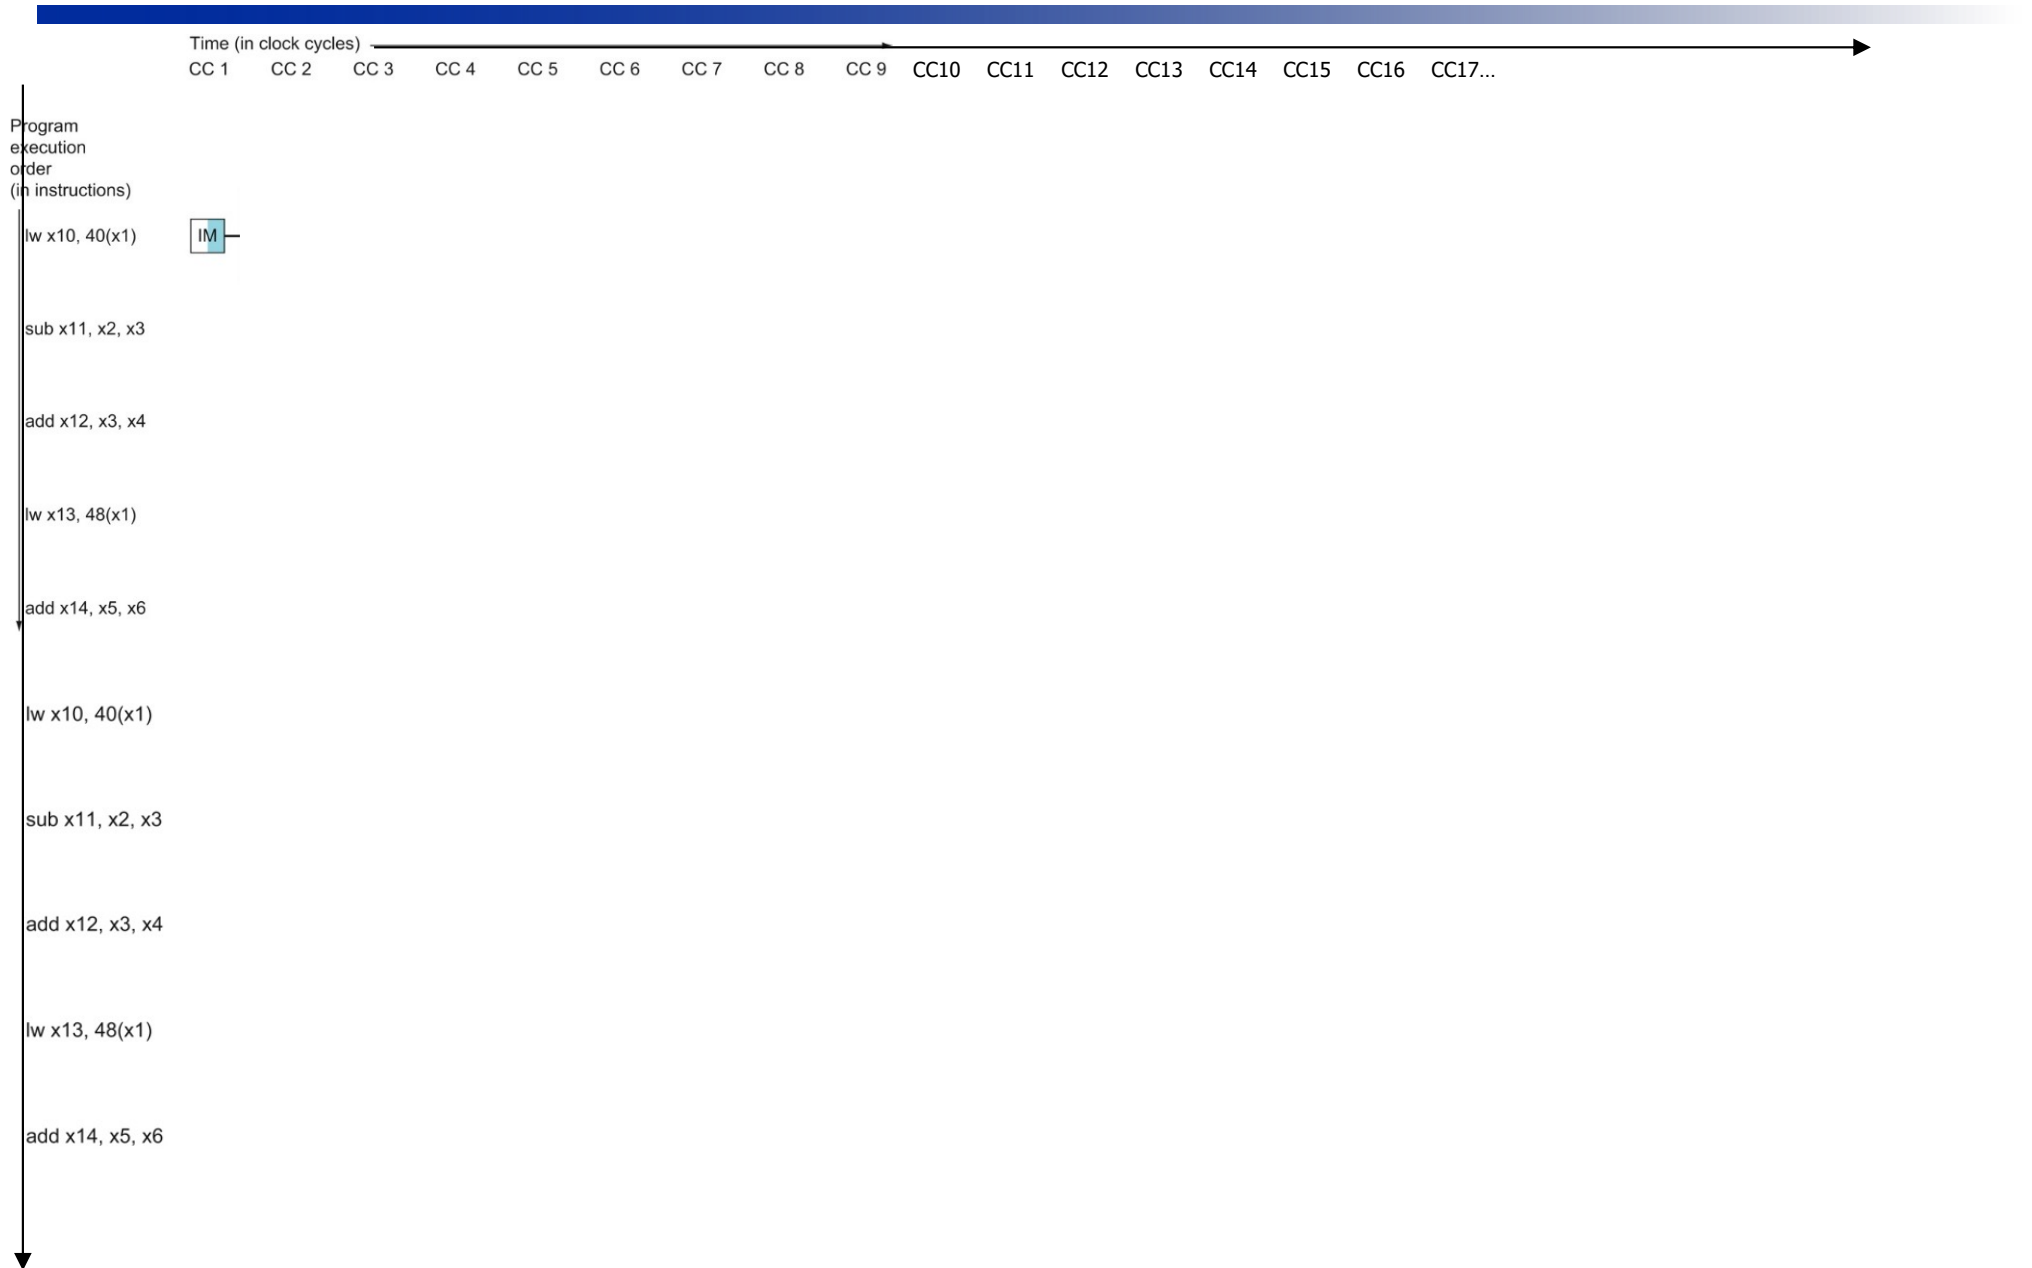 Time (in clock cycles)
CC 1 CC 2 CC 3 CC 4 CC 5 CC 6 CC 7 CC 8 CC 9 CC10 CC11 CC12 CC13 CC14 CC15 CC16 CC17...
Program
execution
order
(in instructions)
lw x10, 40(x1) IM
sub x11, x2, x3
add x12, x3, x4
lw x13, 48(x1)
add x14, x5, x6
lw x10, 40(x1)
sub x11, x2, x3
add x12, x3, x4
lw x13, 48(x1)
add x14, x5, x6